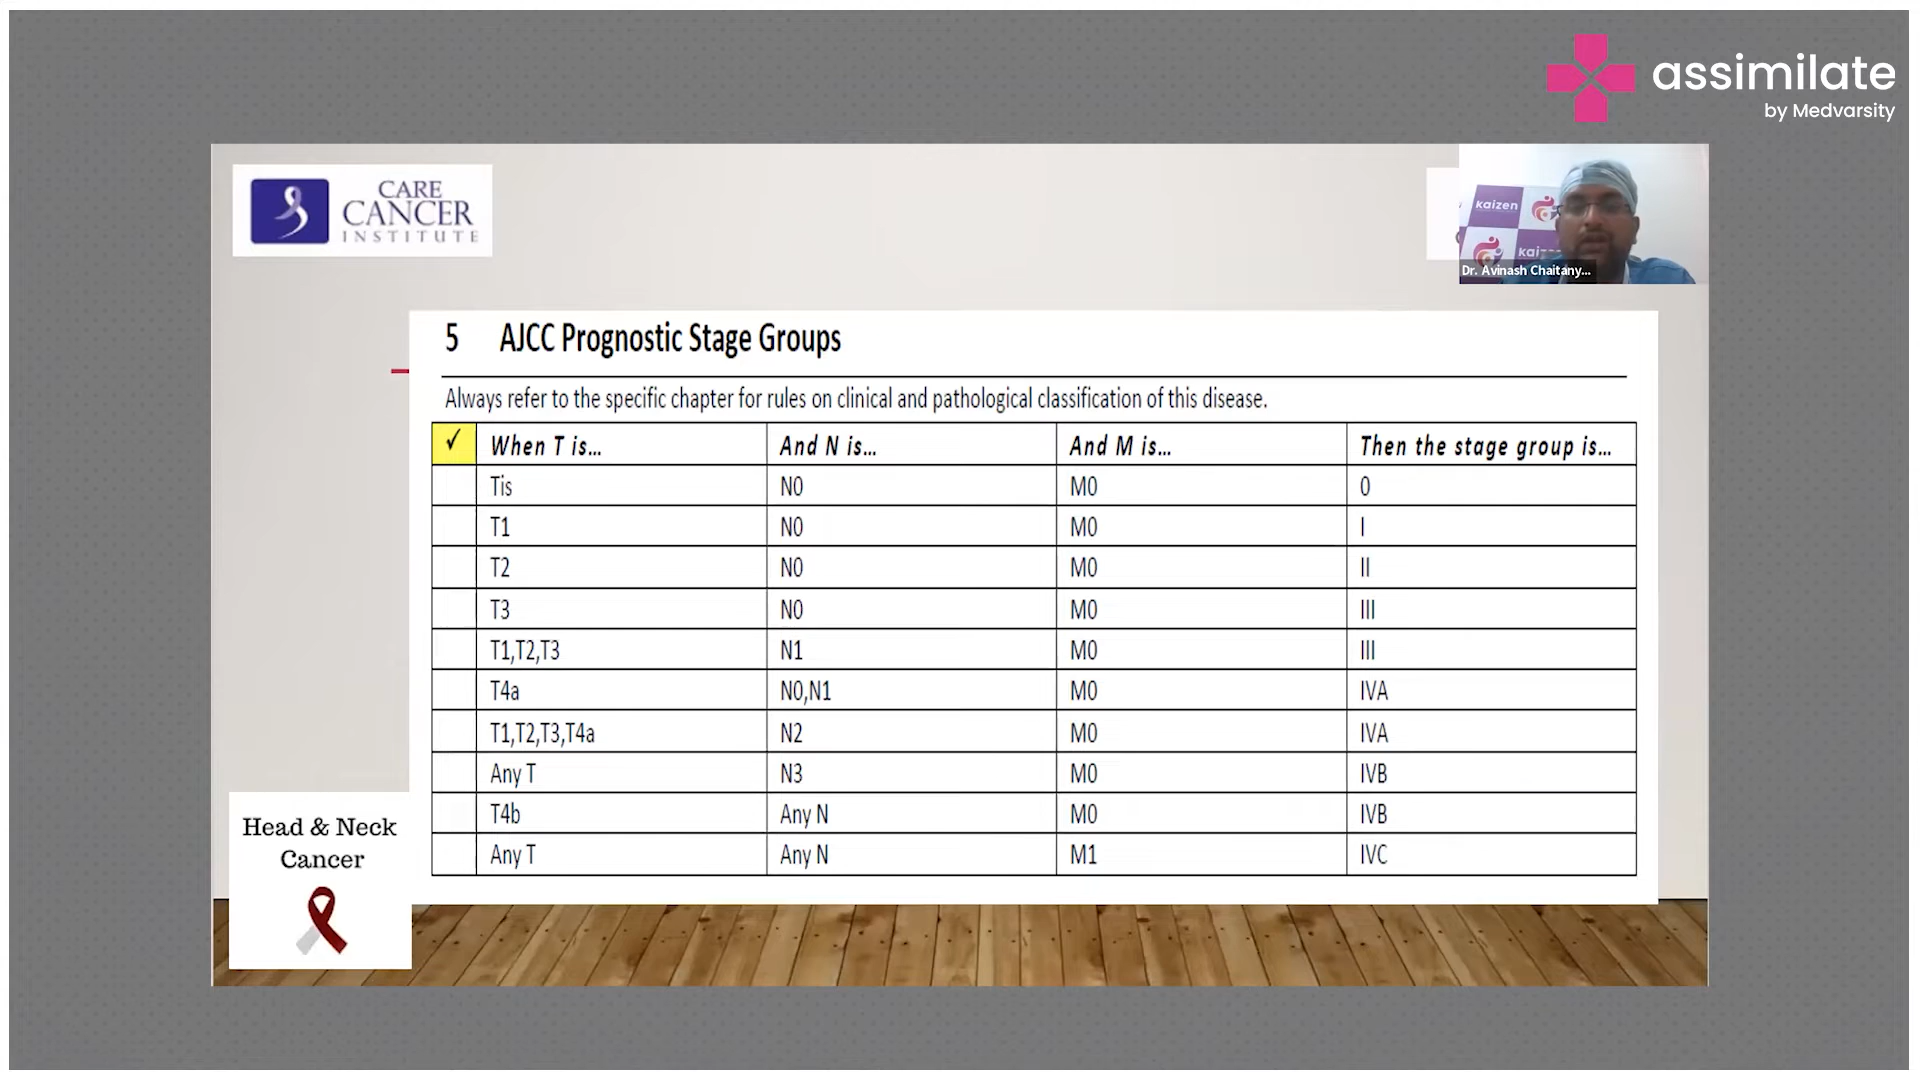 assimilate
by Medvarsity
CARE
CANCER
INSTITUTE
kaizen
Dr. Avinash Chaitany...
5 AJCC Prognostic Stage Groups
Always refer to the specific chapter for rules on clinical and pathological classification of this disease.
✓ When T is... And N is... And M is... Then the stage group is...
Tis N0 M0 0
T1 N0 M0 I
T2 N0 M0 II
T3 N0 M0 III
T1,T2,T3 N1 M0 III
T4a N0,N1 M0 IVA
T1,T2,T3,T4a N2 M0 IVA
Any T N3 M0 IVB
T4b Any N M0 IVB
Any T Any N M1 IVC
Head & Neck
Cancer